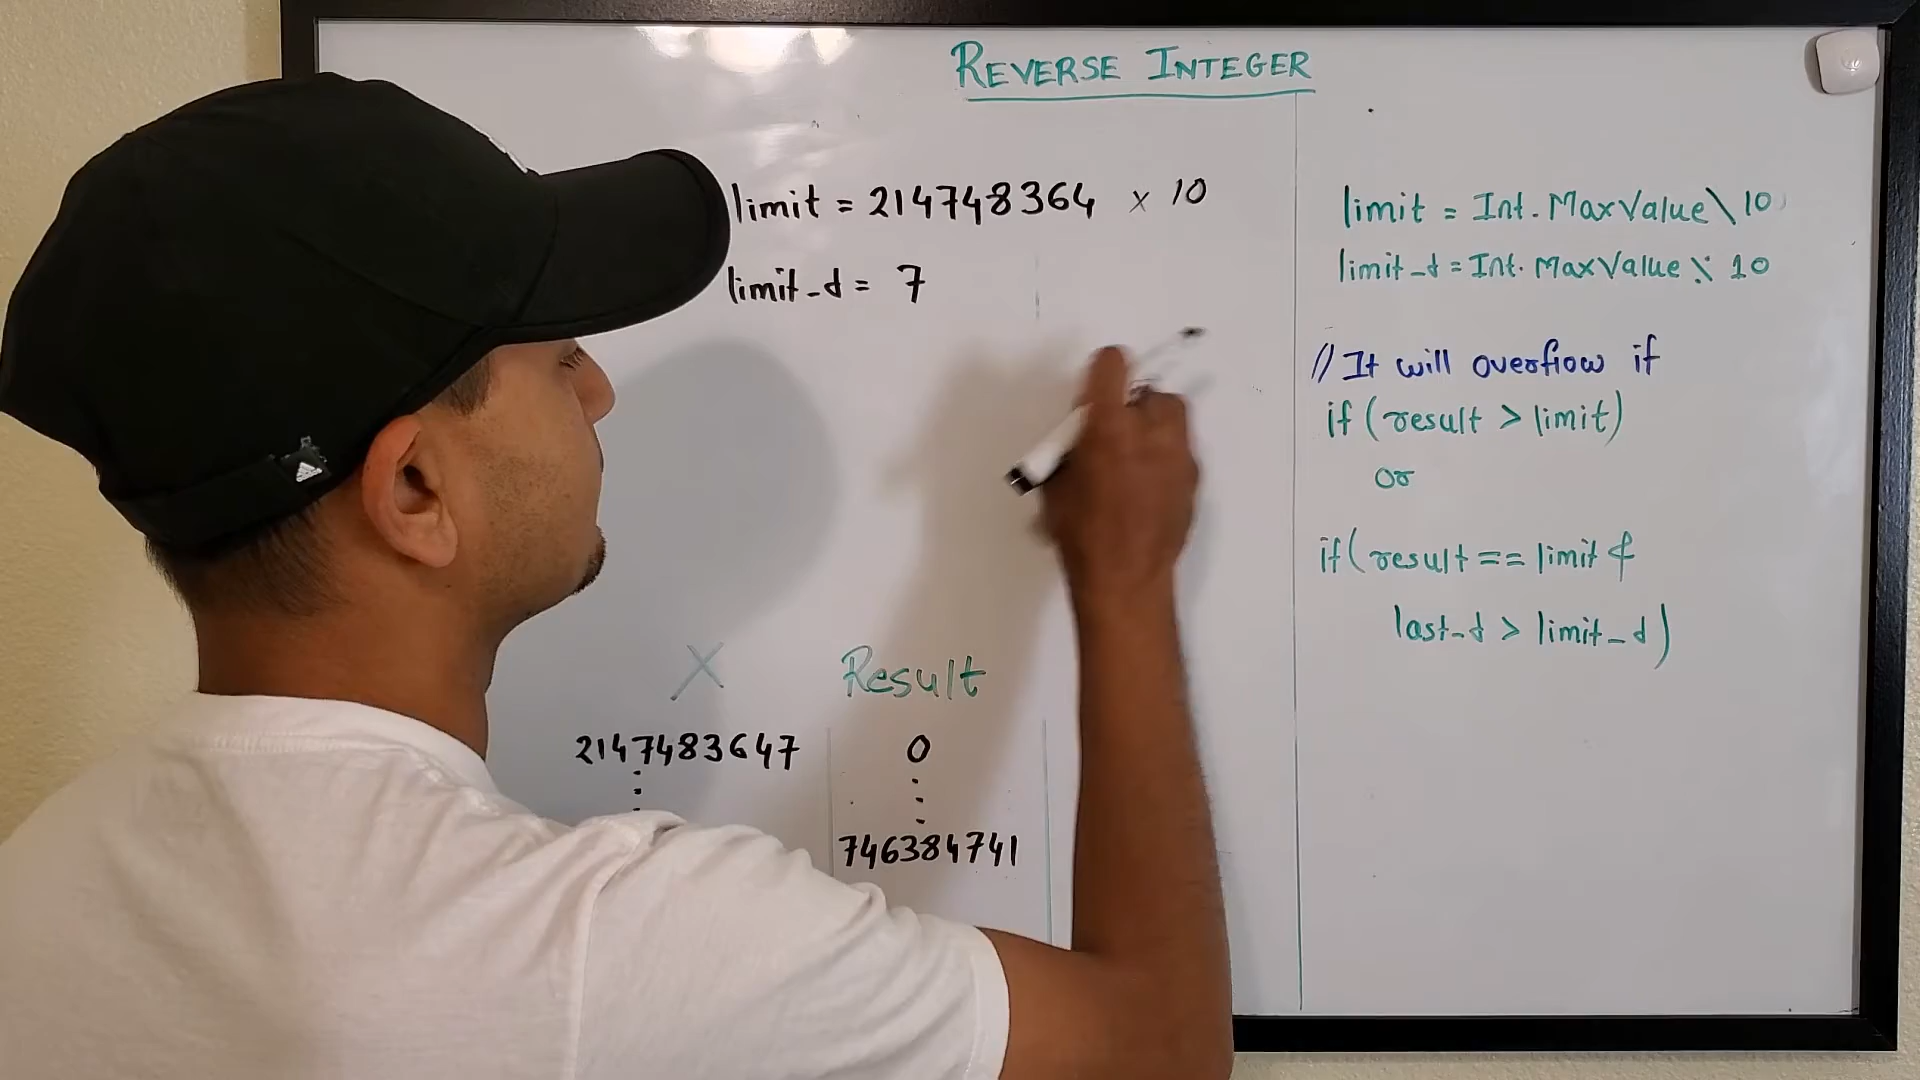 REVERSE INTEGER
limit = 214748364 × 10
limit_d = 7
X Result
2147483647 0
746384741
limit = Int.MaxValue\10
limit_d = Int.MaxValue % 10
// It will overflow if
if (result > limit)
or
if (result == limit &
last_d > limit_d)